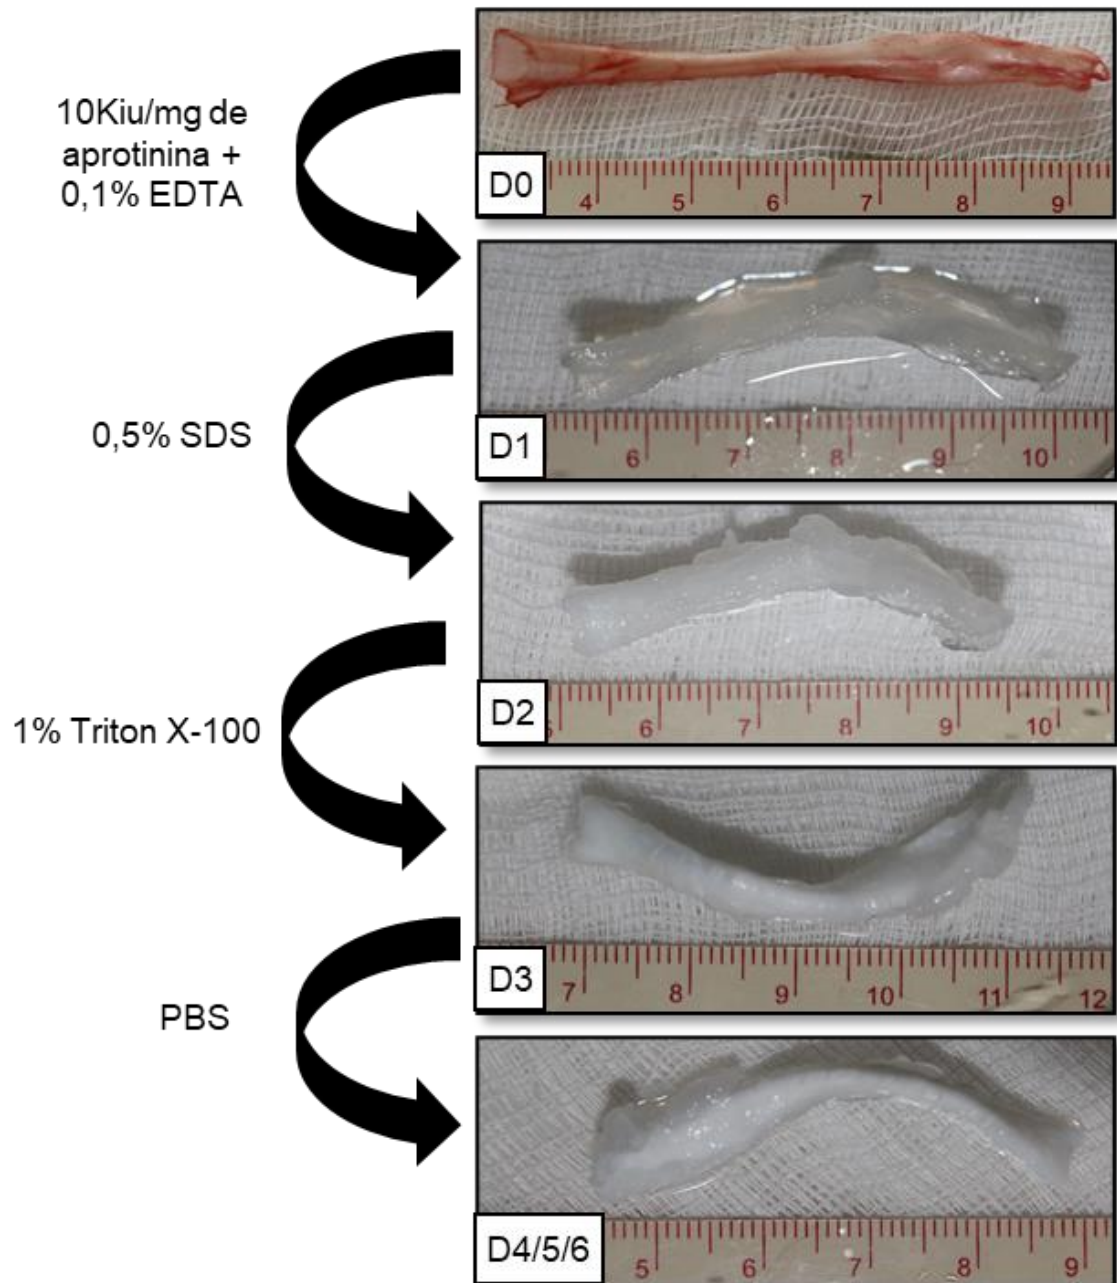 10Kiu/mg de
aprotinina +
0,1% EDTA
D0
4 5 6 7 8 9
0,5% SDS
D1
6 7 8 9 10
1% Triton X-100
D2
6 7 8 9 10
PBS
D3
7 8 9 10 11 12
D4/5/6
5 6 7 8 9